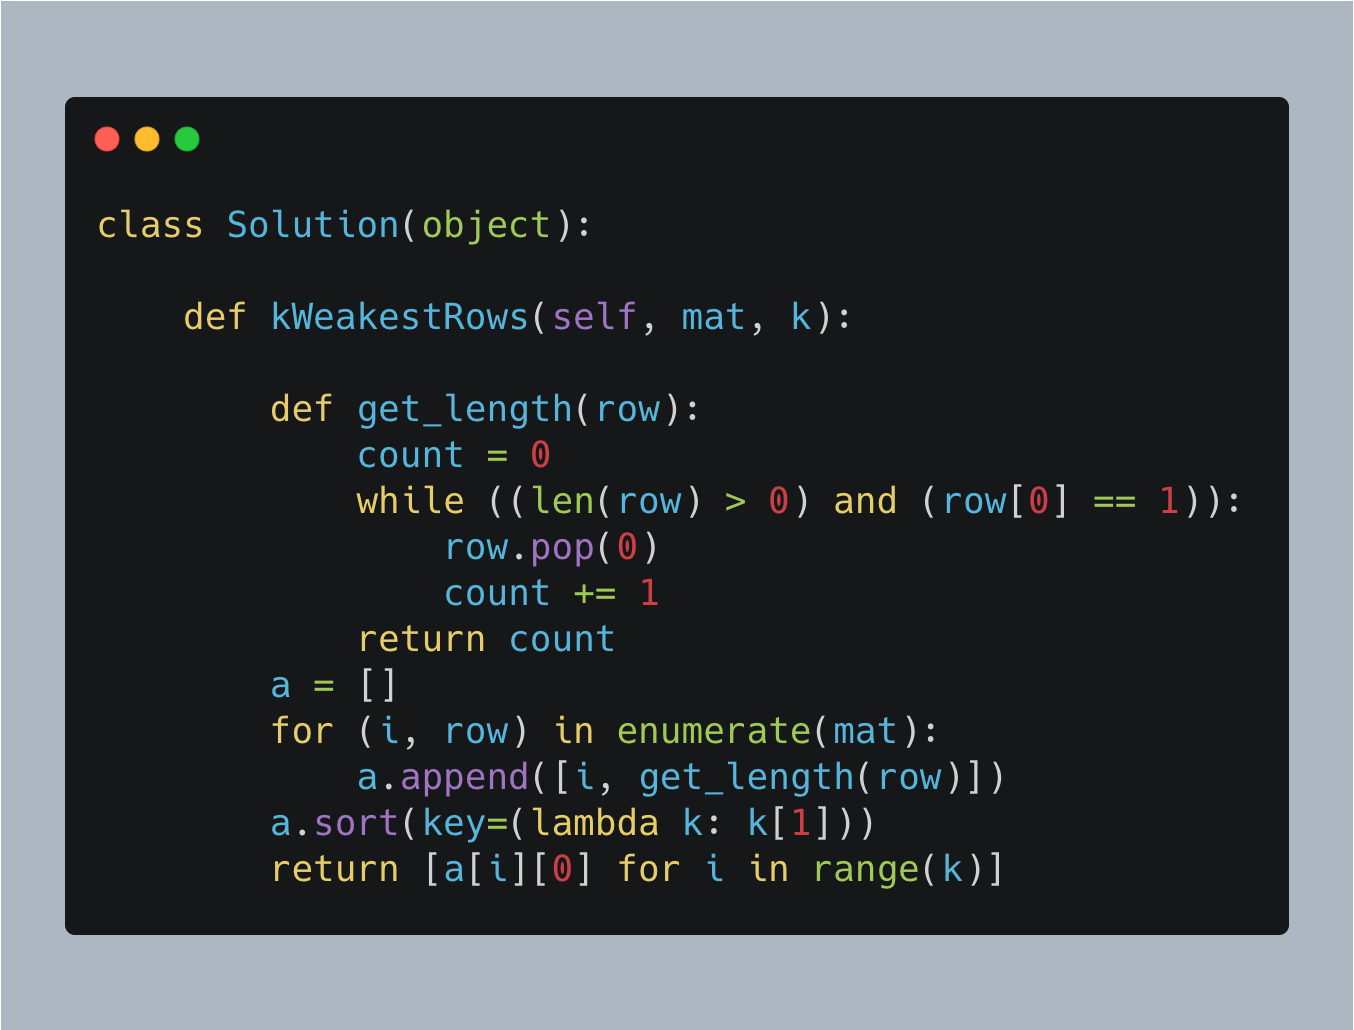 class Solution(object):
    def kWeakestRows(self, mat, k):
        def get_length(row):
            count = 0
            while ((len(row) > 0) and (row[0] == 1)):
                row.pop(0)
                count += 1
            return count
        a = []
        for (i, row) in enumerate(mat):
            a.append([i, get_length(row)])
        a.sort(key=(lambda k: k[1]))
        return [a[i][0] for i in range(k)]